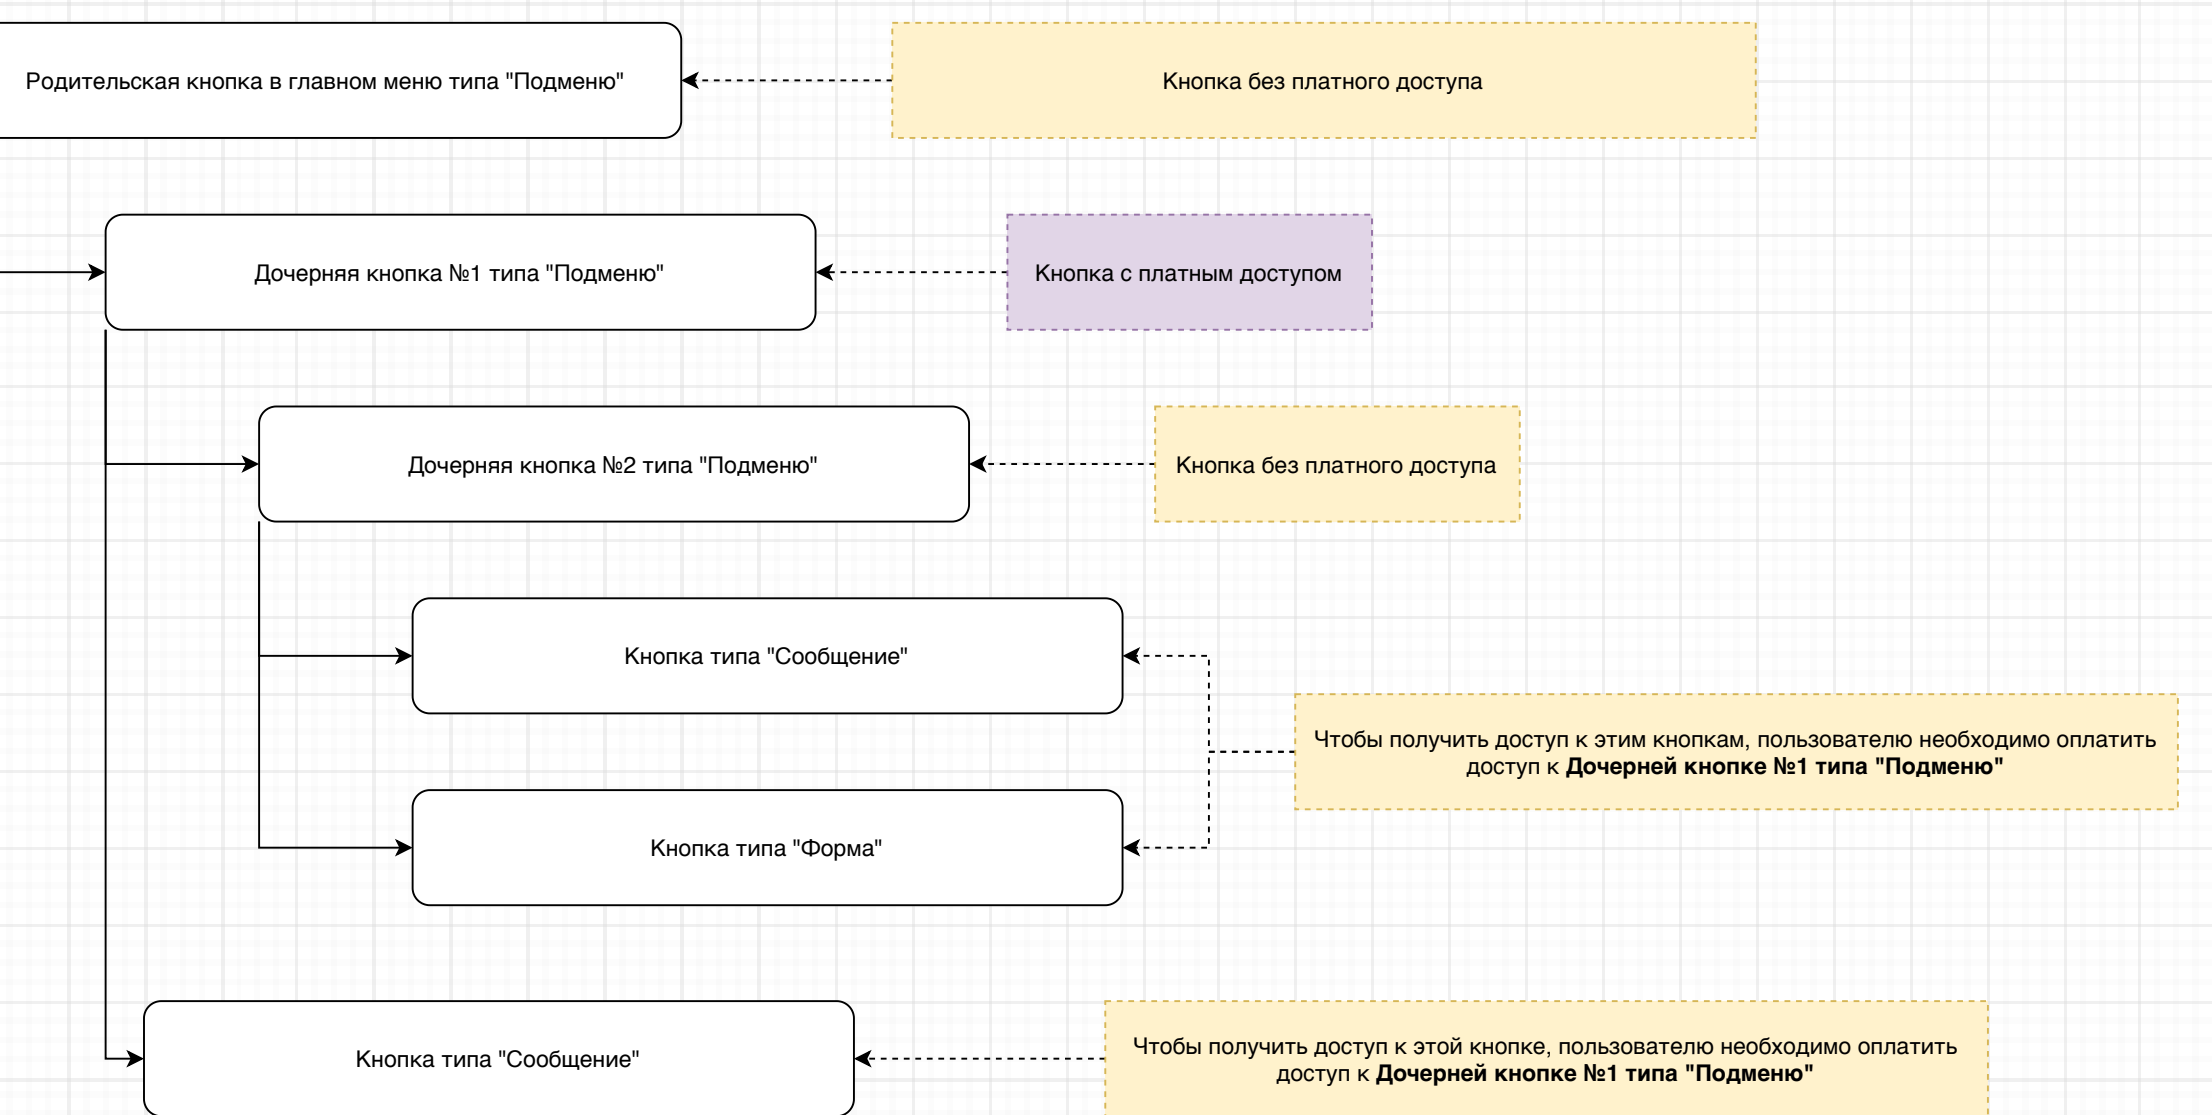 Родительская кнопка в главном меню типа "Подменю"
Кнопка без платного доступа
Дочерняя кнопка №1 типа "Подменю"
Кнопка с платным доступом
Дочерняя кнопка №2 типа "Подменю"
Кнопка без платного доступа
Кнопка типа "Сообщение"
Чтобы получить доступ к этим кнопкам, пользователю необходимо оплатить
доступ к Дочерней кнопке №1 типа "Подменю"
Кнопка типа "Форма"
Кнопка типа "Сообщение"
Чтобы получить доступ к этой кнопке, пользователю необходимо оплатить
доступ к Дочерней кнопке №1 типа "Подменю"